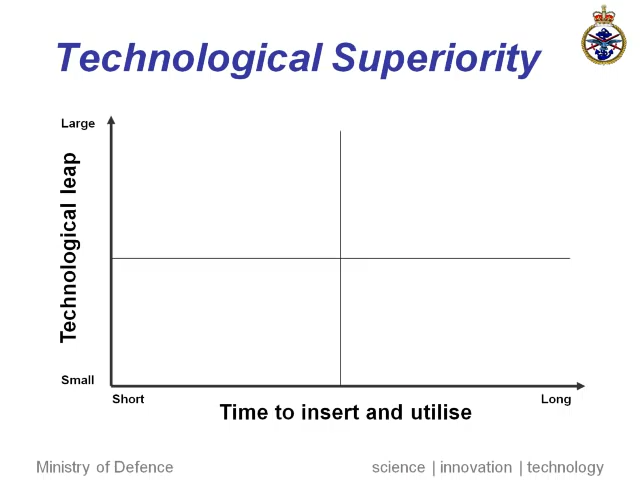 Technological Superiority
Large
Technological leap
Small
Short
Long
Time to insert and utilise
Ministry of Defence
science | innovation | technology